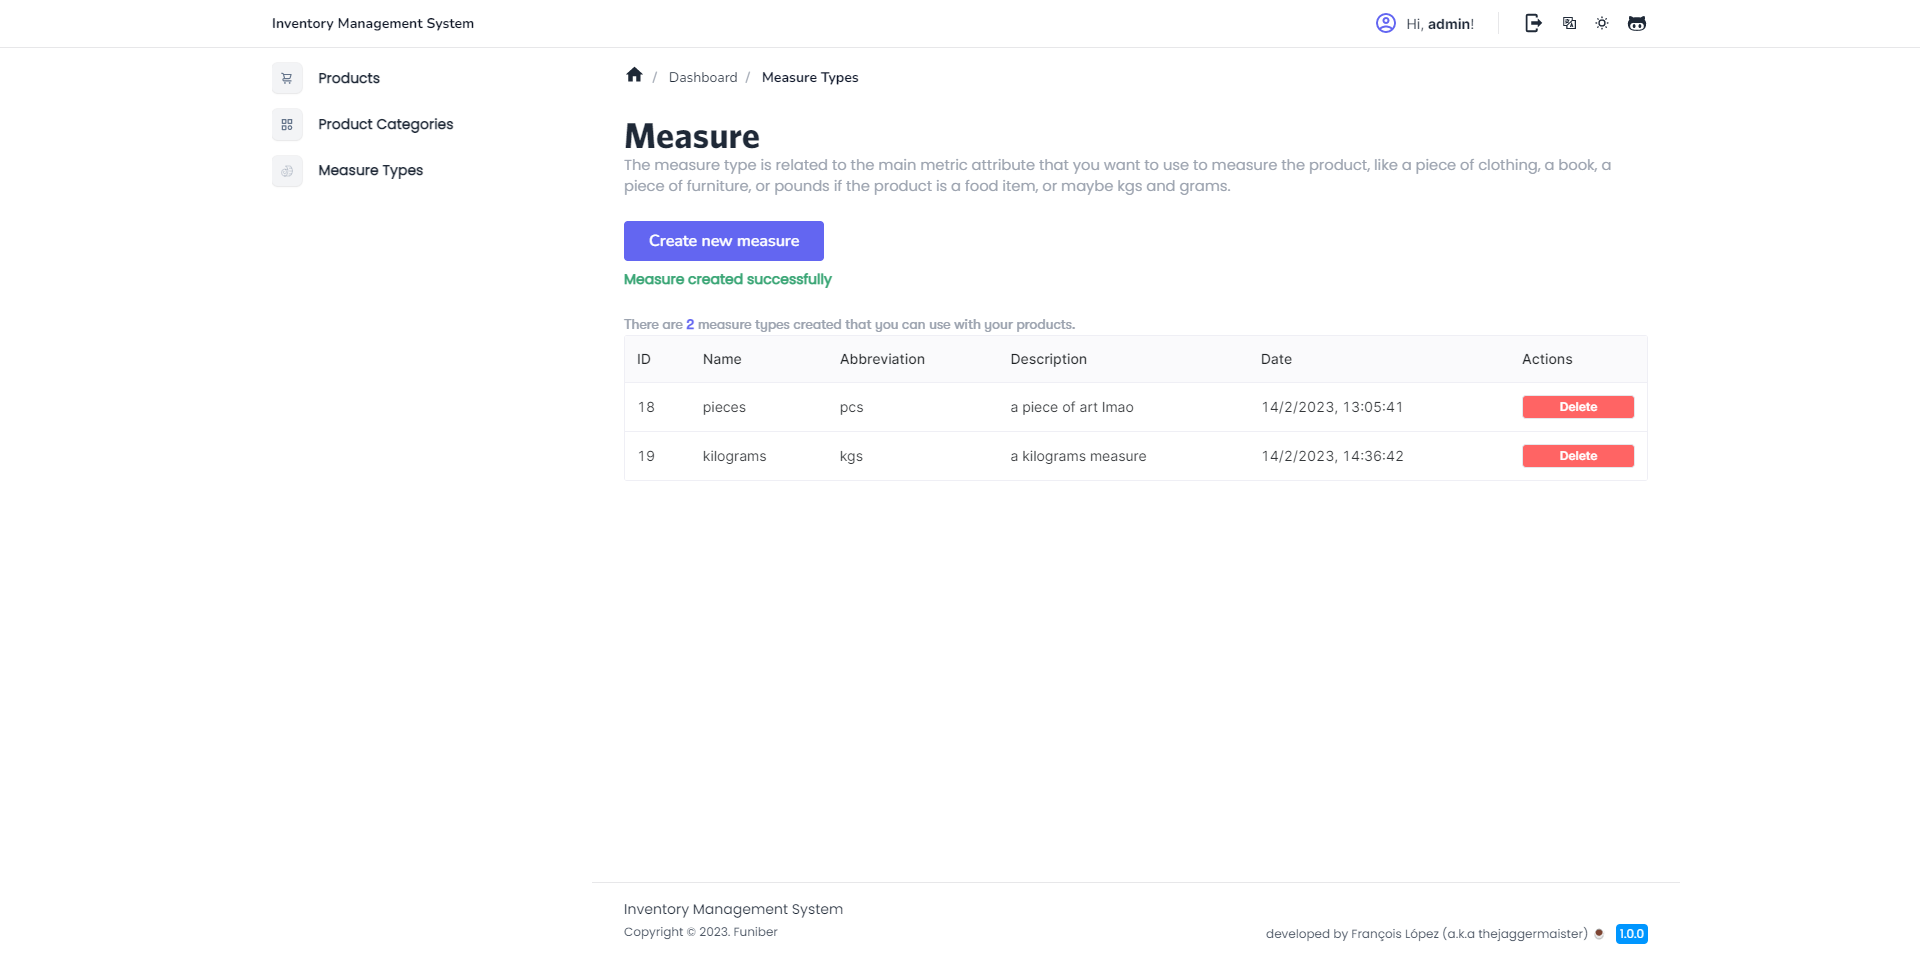 Inventory Management System
Hi, admin!
Products
Product Categories
Measure Types
/ Dashboard / Measure Types
Measure
The measure type is related to the main metric attribute that you want to use to measure the product, like a piece of clothing, a book, a
piece of furniture, or pounds if the product is a food item, or maybe kgs and grams.
Create new measure
Measure created successfully
There are 2 measure types created that you can use with your products.
ID Name Abbreviation Description Date Actions
18 pieces pcs a piece of art lmao 14/2/2023, 13:05:41 Delete
19 kilograms kgs a kilograms measure 14/2/2023, 14:36:42 Delete
Inventory Management System
Copyright © 2023. Funiber
developed by François López (a.k.a thejaggermaister) 1.0.0